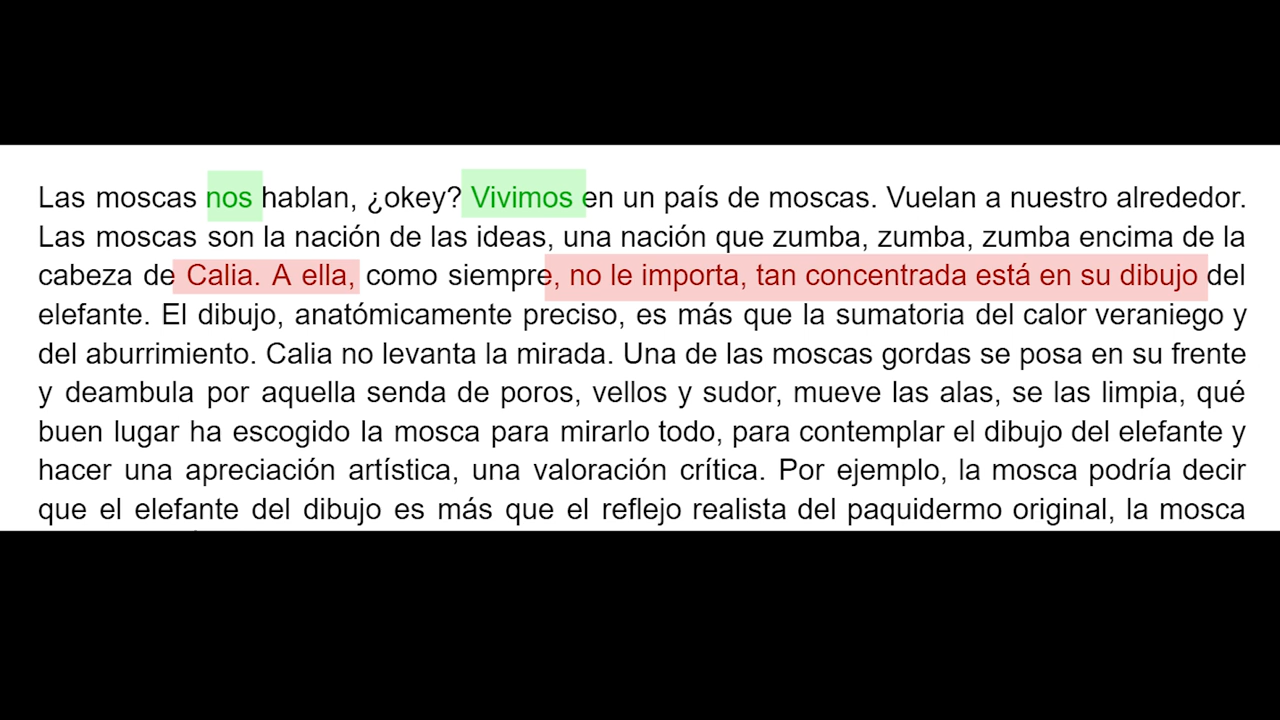 Las moscas nos hablan, ¿okey? Vivimos en un país de moscas. Vuelan a nuestro alrededor.
Las moscas son la nación de las ideas, una nación que zumba, zumba, zumba encima de la
cabeza de Calia. A ella, como siempre, no le importa, tan concentrada está en su dibujo del
elefante. El dibujo, anatómicamente preciso, es más que la sumatoria del calor veraniego y
del aburrimiento. Calia no levanta la mirada. Una de las moscas gordas se posa en su frente
y deambula por aquella senda de poros, vellos y sudor, mueve las alas, se las limpia, qué
buen lugar ha escogido la mosca para mirarlo todo, para contemplar el dibujo del elefante y
hacer una apreciación artística, una valoración crítica. Por ejemplo, la mosca podría decir
que el elefante del dibujo es más que el reflejo realista del paquidermo original, la mosca